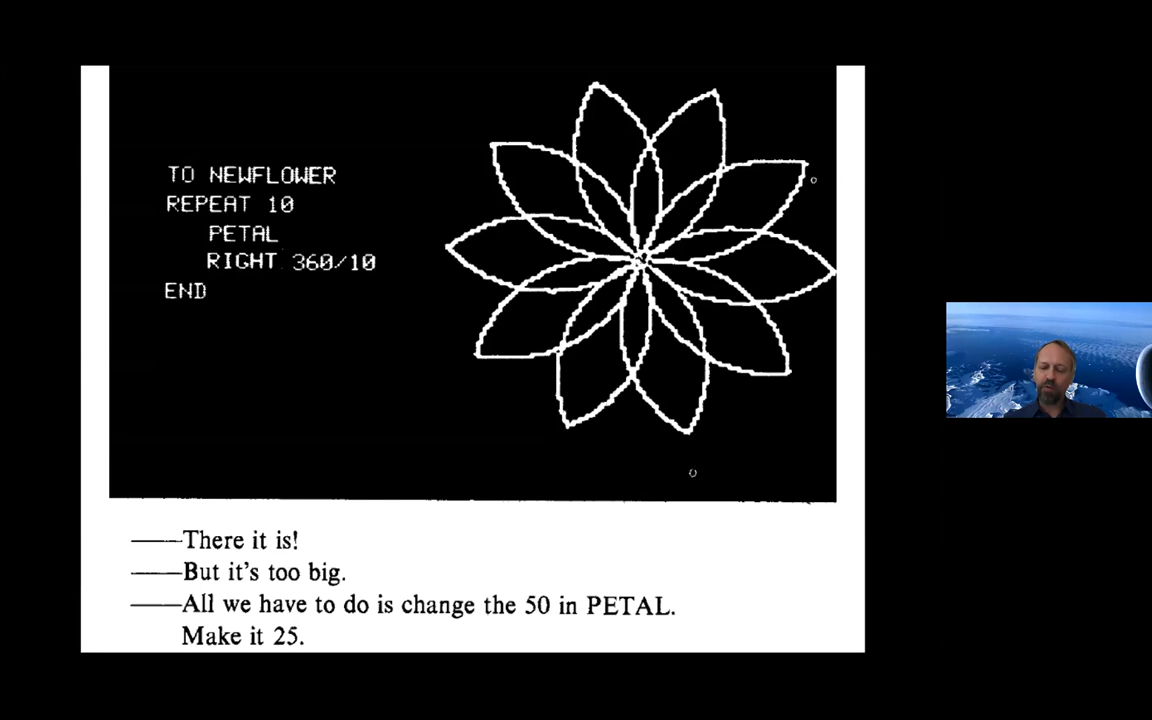 TO NEWFLOWER
REPEAT 10
PETAL
RIGHT 360/10
END
——There it is!
——But it's too big.
——All we have to do is change the 50 in PETAL.
Make it 25.